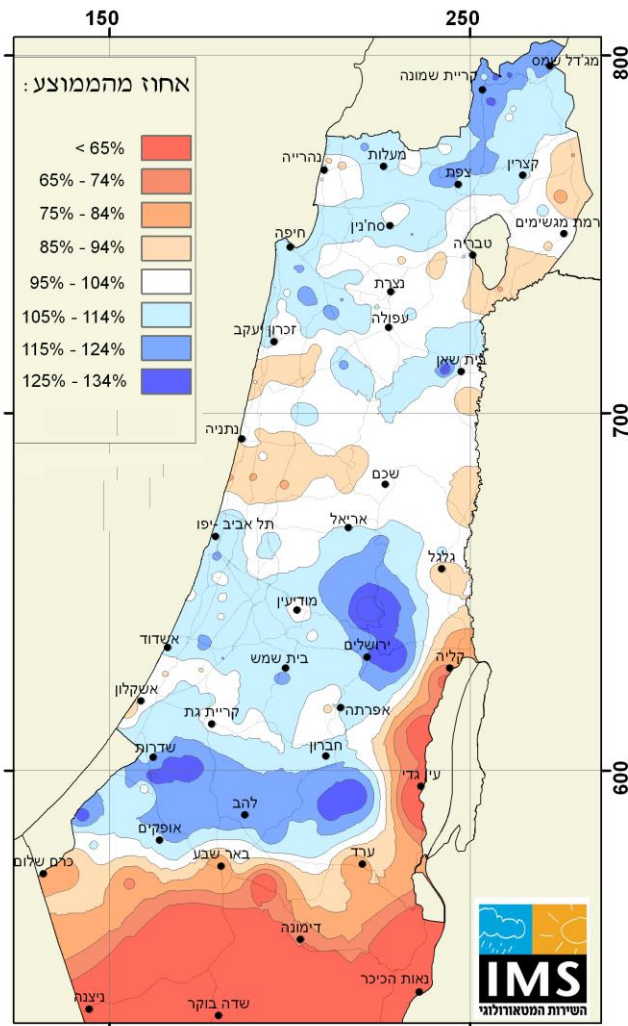 150
250
אחוז מהממוצע :
< 65%
65% - 74%
75% - 84%
85% - 94%
95% - 104%
105% - 114%
115% - 124%
125% - 134%
800
700
600
מג'דל שמס
קריית שמונה
נהרייה
מעלות
צפת
קצרין
סח'נין
רמת מגשימים
חיפה
טבריה
נצרת
עפולה
זכרון יעקב
בית שאן
נתניה
שכם
אריאל
תל אביב -יפו
גלגל
מודיעין
אשדוד
ירושלים
בית שמש
קליה
אשקלון
קריית גת
אפרתה
שדרות
חברון
עין גדי
להב
אופקים
כרם שלום
באר שבע
ערד
דימונה
נאות הכיכר
ניצנה
שדה בוקר
IMS
השירות המטאורולוגי